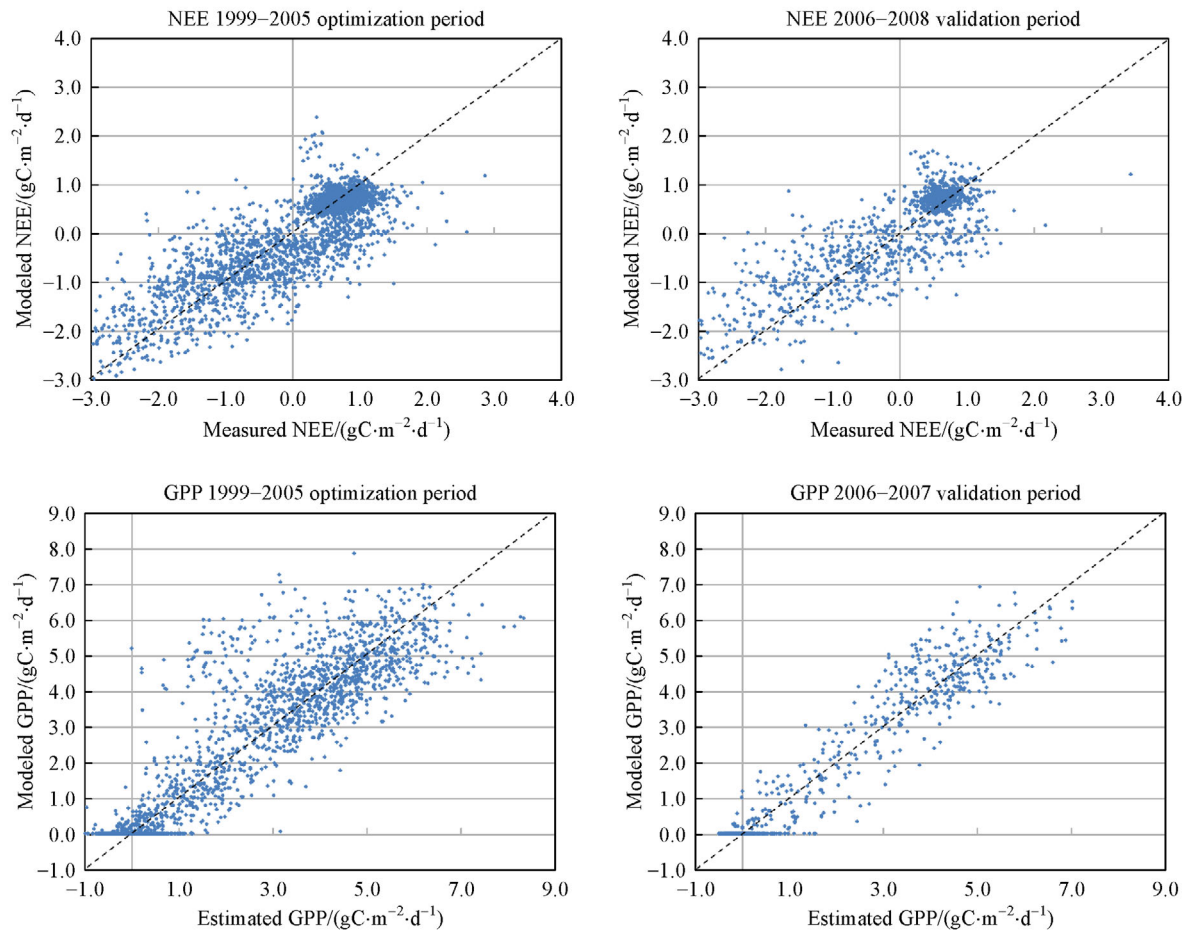 NEE 1999−2005 optimization period
4.0
3.0
2.0
1.0
0.0
−1.0
−2.0
−3.0
Modeled NEE/(gC·m⁻²·d⁻¹)
−3.0 −2.0 −1.0 0.0 1.0 2.0 3.0 4.0
Measured NEE/(gC·m⁻²·d⁻¹)
NEE 2006−2008 validation period
4.0
3.0
2.0
1.0
0.0
−1.0
−2.0
−3.0
Modeled NEE/(gC·m⁻²·d⁻¹)
−3.0 −2.0 −1.0 0.0 1.0 2.0 3.0 4.0
Measured NEE/(gC·m⁻²·d⁻¹)
GPP 1999−2005 optimization period
9.0
8.0
7.0
6.0
5.0
4.0
3.0
2.0
1.0
0.0
−1.0
Modeled GPP/(gC·m⁻²·d⁻¹)
−1.0 1.0 3.0 5.0 7.0 9.0
Estimated GPP/(gC·m⁻²·d⁻¹)
GPP 2006−2007 validation period
9.0
8.0
7.0
6.0
5.0
4.0
3.0
2.0
1.0
0.0
−1.0
Modeled GPP/(gC·m⁻²·d⁻¹)
−1.0 1.0 3.0 5.0 7.0 9.0
Estimated GPP/(gC·m⁻²·d⁻¹)